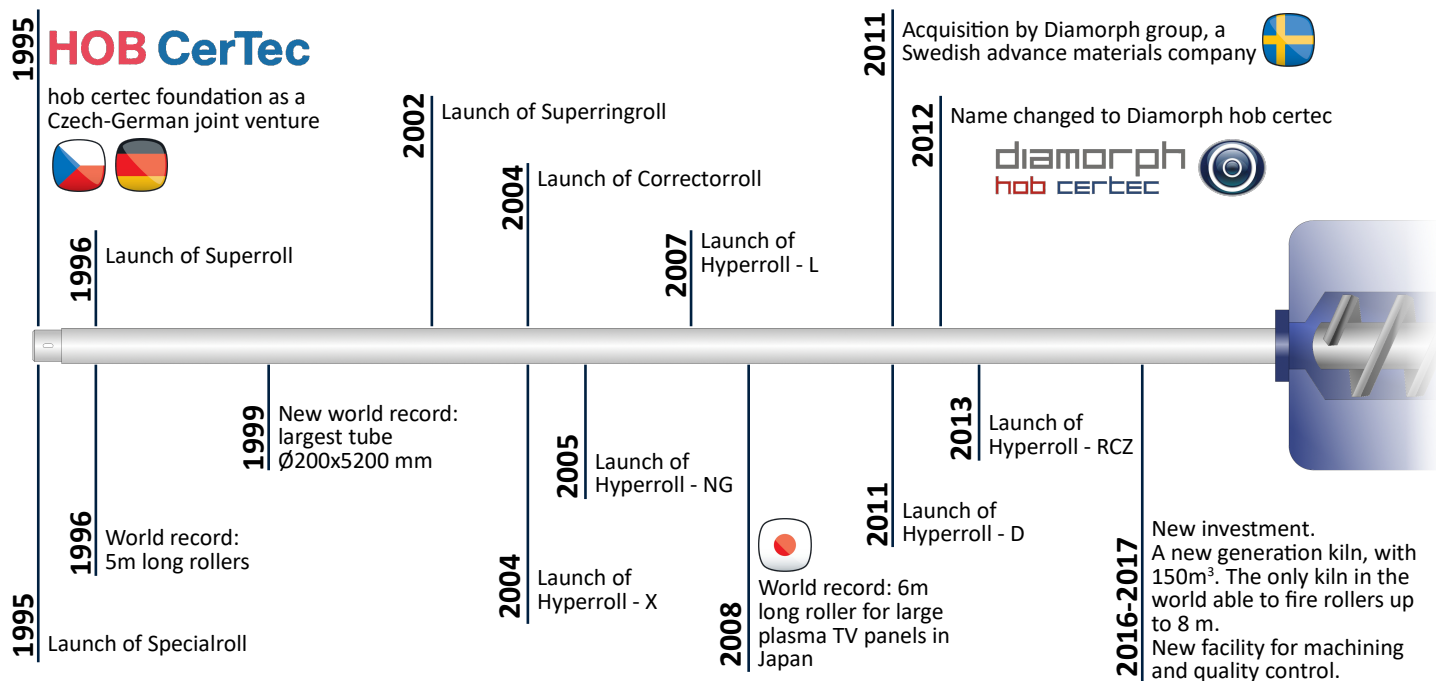 1995
HOB CerTec
hob certec foundation as a
Czech-German joint venture
1996
Launch of Superroll
2002
Launch of Superringroll
2004
Launch of Correctorroll
2007
Launch of
Hyperroll - L
2011
Acquisition by Diamorph group, a
Swedish advance materials company
2012
Name changed to Diamorph hob certec
diamorph
hob certec
1995
Launch of Specialroll
1996
World record:
5m long rollers
1999
New world record:
largest tube
Ø200x5200 mm
2004
Launch of
Hyperroll - X
2005
Launch of
Hyperroll - NG
2008
World record: 6m
long roller for large
plasma TV panels in
Japan
2011
Launch of
Hyperroll - D
2013
Launch of
Hyperroll - RCZ
2016-2017
New investment.
A new generation kiln, with
150m³. The only kiln in the
world able to fire rollers up
to 8 m.
New facility for machining
and quality control.